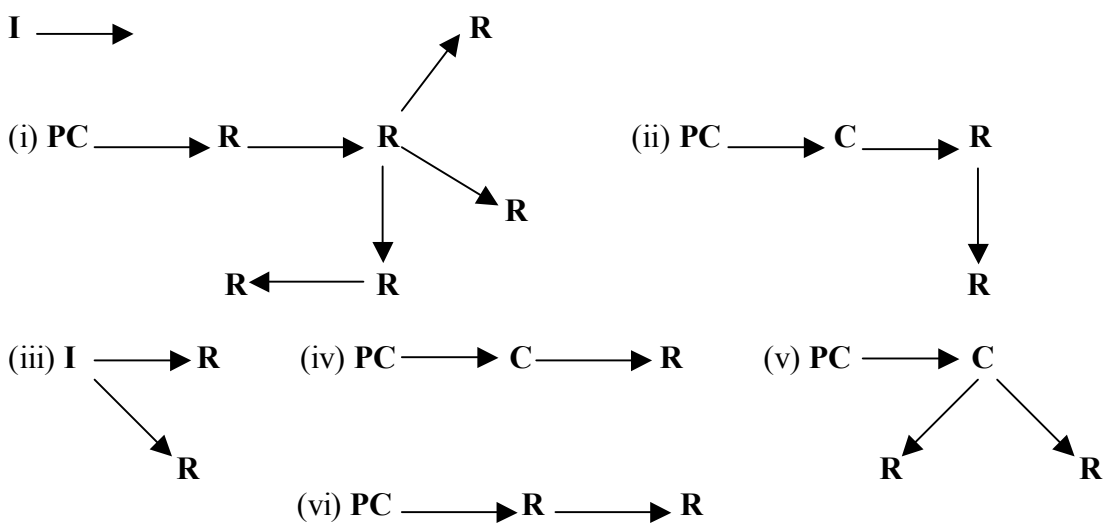 I
R
(i) PC R R
(ii) PC C R
R
R R
R
(iii) I R
(iv) PC C R
(v) PC C
R
R R
(vi) PC R R